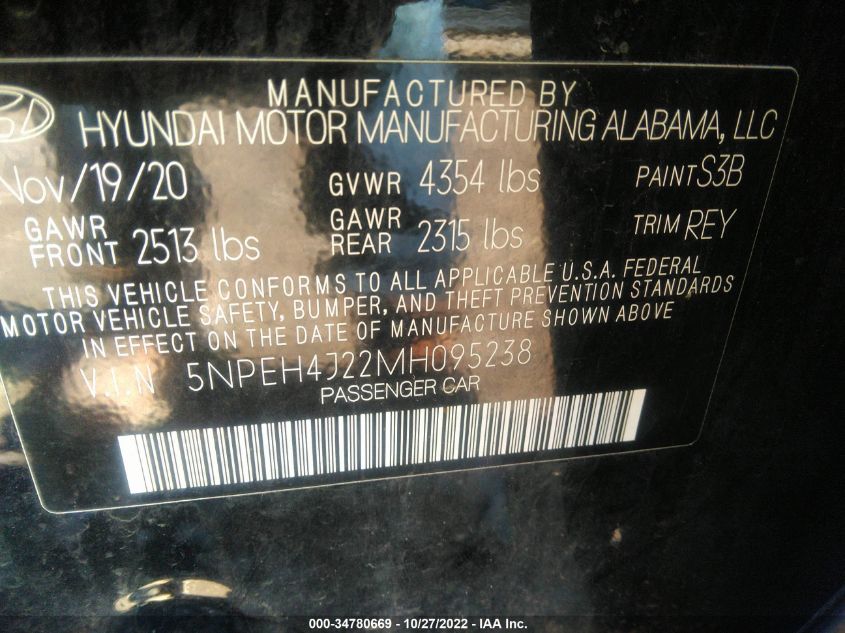 MANUFACTURED BY
HYUNDAI MOTOR MANUFACTURING ALABAMA, LLC
Nov/19/20 GVWR 4354 lbs PAINT S3B
GAWR FRONT 2513 lbs GAWR REAR 2315 lbs TRIM REY
THIS VEHICLE CONFORMS TO ALL APPLICABLE U.S.A. FEDERAL
MOTOR VEHICLE SAFETY, BUMPER, AND THEFT PREVENTION STANDARDS
IN EFFECT ON THE DATE OF MANUFACTURE SHOWN ABOVE
V.I.N 5NPEH4J22MH095238
PASSENGER CAR
000-34780669 - 10/27/2022 - IAA Inc.